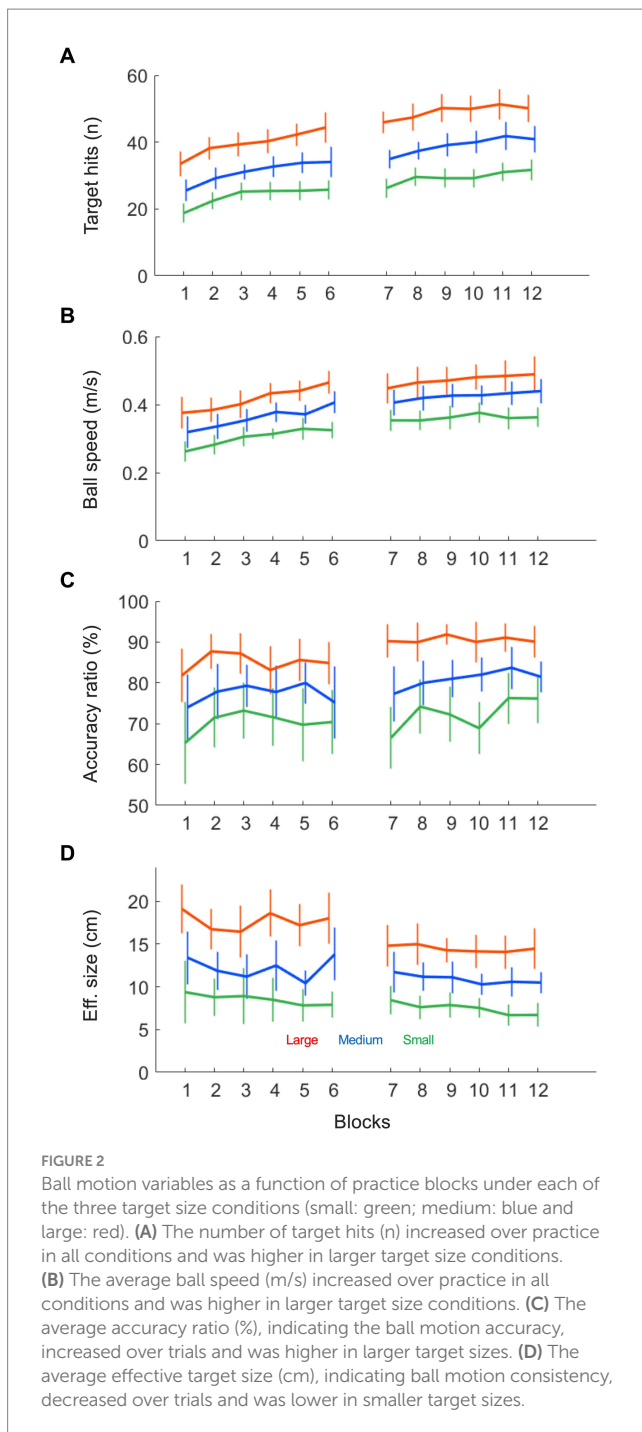 A
Target hits (n)
60
40
20
0
1 2 3 4 5 6 7 8 9 10 11 12
B
Ball speed (m/s)
0.6
0.4
0.2
0
1 2 3 4 5 6 7 8 9 10 11 12
C
Accuracy ratio (%)
100
90
80
70
60
50
1 2 3 4 5 6 7 8 9 10 11 12
D
Eff. size (cm)
20
15
10
5
0
Large Medium Small
1 2 3 4 5 6 7 8 9 10 11 12
Blocks
FIGURE 2
Ball motion variables as a function of practice blocks under each of
the three target size conditions (small: green; medium: blue and
large: red). (A) The number of target hits (n) increased over practice
in all conditions and was higher in larger target size conditions.
(B) The average ball speed (m/s) increased over practice in all
conditions and was higher in larger target size conditions. (C) The
average accuracy ratio (%), indicating the ball motion accuracy,
increased over trials and was higher in larger target sizes. (D) The
average effective target size (cm), indicating ball motion consistency,
decreased over trials and was lower in smaller target sizes.